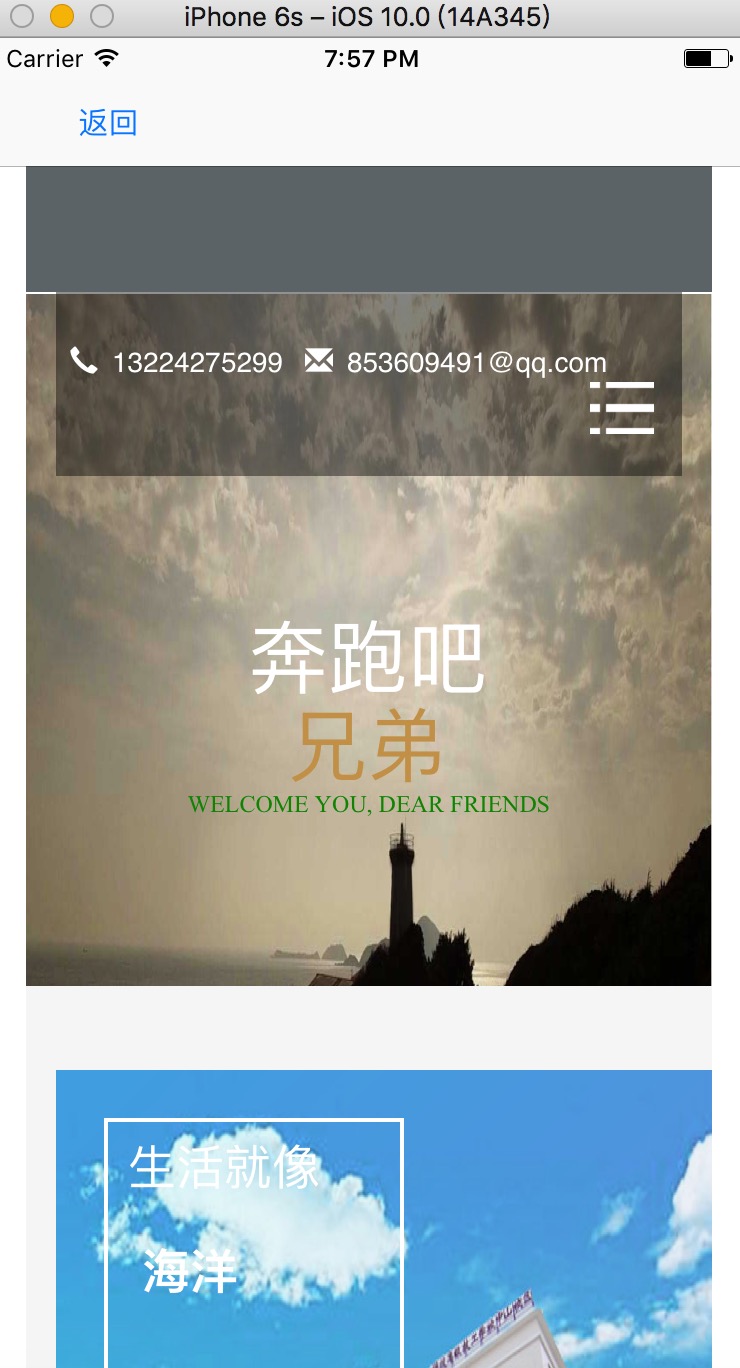 iPhone 6s – iOS 10.0 (14A345)
Carrier 7:57 PM
返回
13224275299 853609491@qq.com
奔跑吧
兄弟
WELCOME YOU, DEAR FRIENDS
生活就像
海洋